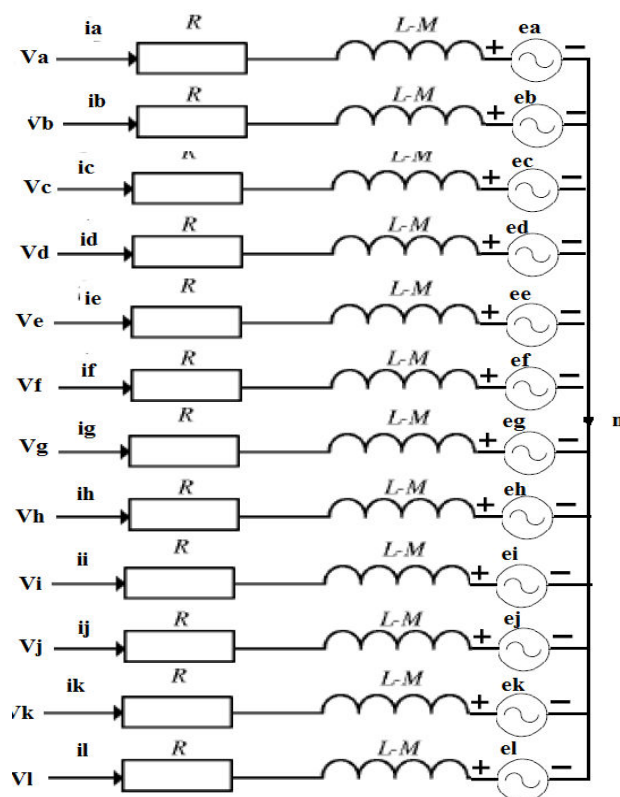 ia R L-M + ea −
Va
ib R L-M + eb −
Vb
ic R L-M + ec −
Vc
id R L-M + ed −
Vd
ie R L-M + ee −
Ve
if R L-M + ef −
Vf
ig R L-M + eg − n
Vg
ih R L-M + eh −
Vh
ii R L-M + ei −
Vi
ij R L-M + ej −
Vj
ik R L-M + ek −
Vk
il R L-M + el −
Vl